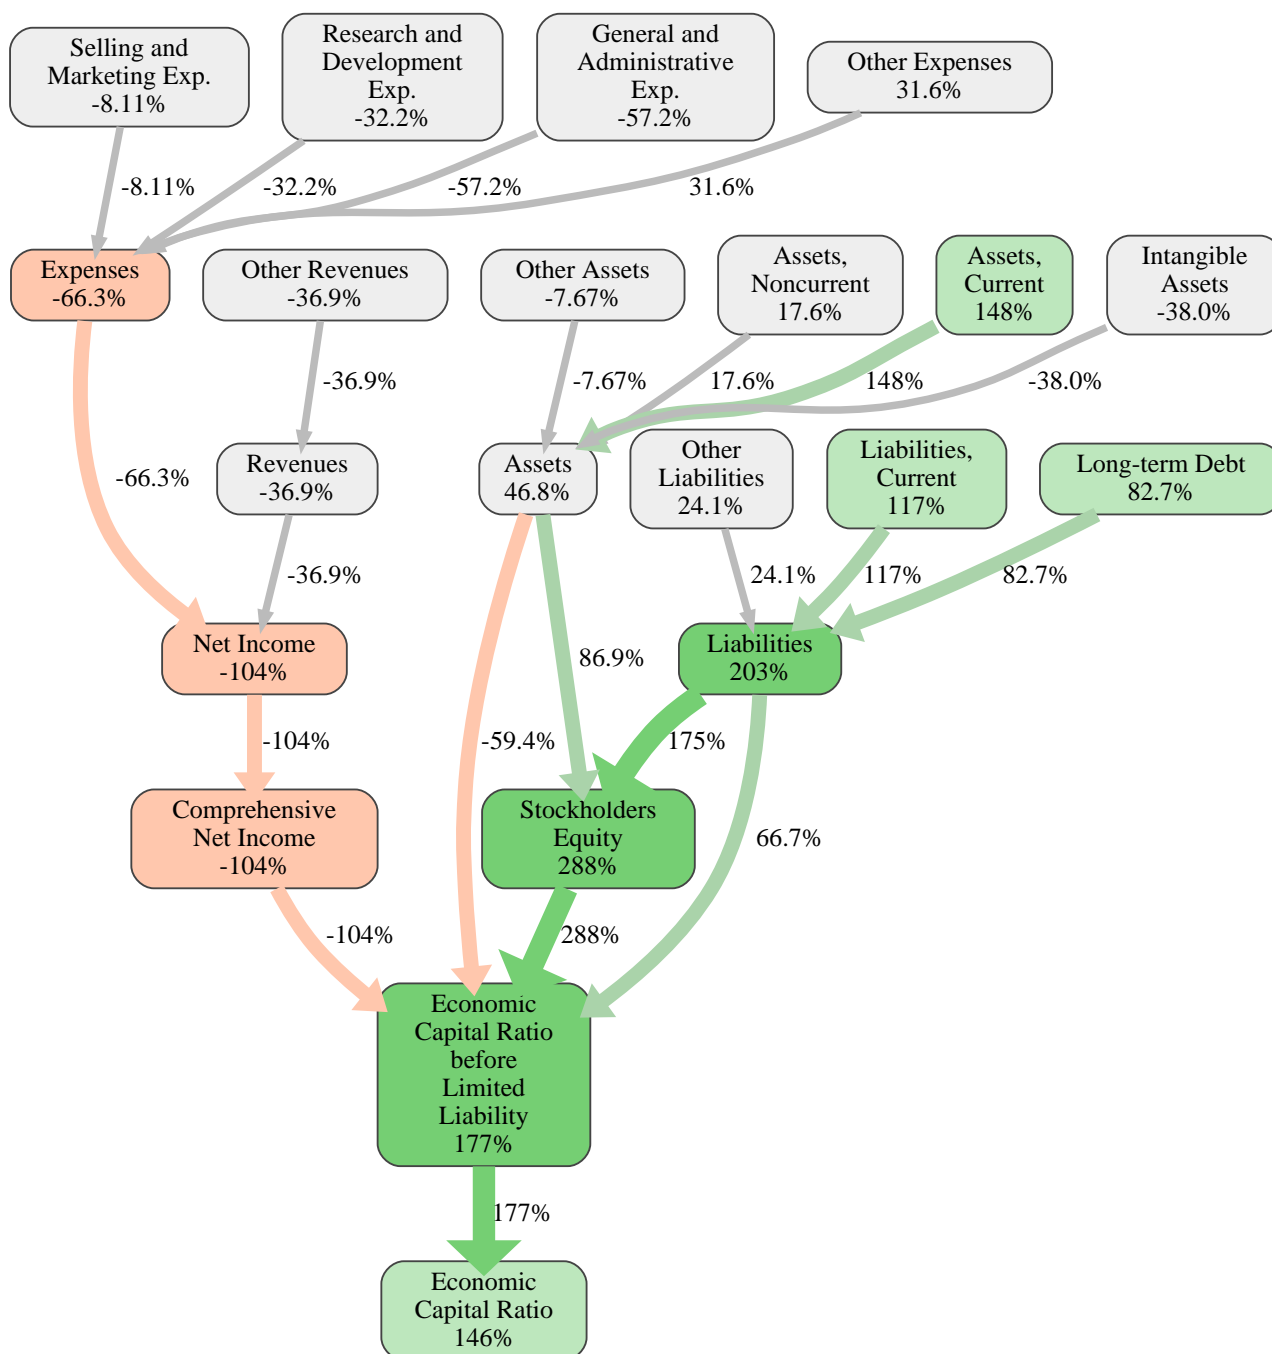 Selling and
Marketing Exp.
-8.11%
Research and
Development
Exp.
-32.2%
General and
Administrative
Exp.
-57.2%
Other Expenses
31.6%
-8.11%
-32.2%
-57.2%
31.6%
Expenses
-66.3%
Other Revenues
-36.9%
Other Assets
-7.67%
Assets,
Noncurrent
17.6%
Assets,
Current
148%
Intangible
Assets
-38.0%
-36.9%
-7.67%
17.6%
148%
-38.0%
-66.3%
Revenues
-36.9%
Assets
46.8%
Other
Liabilities
24.1%
Liabilities,
Current
117%
Long-term Debt
82.7%
-36.9%
24.1%
117%
82.7%
Net Income
-104%
86.9%
Liabilities
203%
-104%
-59.4%
175%
Comprehensive
Net Income
-104%
Stockholders
Equity
288%
66.7%
-104%
288%
Economic
Capital Ratio
before
Limited
Liability
177%
177%
Economic
Capital Ratio
146%